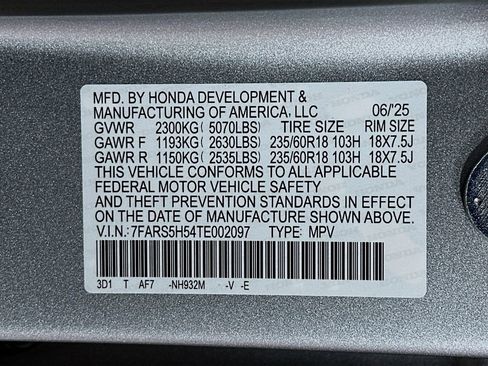 MFD. BY HONDA DEVELOPMENT &
MANUFACTURING OF AMERICA, LLC 06/25
GVWR 2300KG( 5070LBS) TIRE SIZE RIM SIZE
GAWR F 1193KG( 2630LBS) 235/60R18 103H 18X7.5J
GAWR R 1150KG( 2535LBS) 235/60R18 103H 18X7.5J
THIS VEHICLE CONFORMS TO ALL APPLICABLE
FEDERAL MOTOR VEHICLE SAFETY
AND THEFT PREVENTION STANDARDS IN EFFECT
ON THE DATE OF MANUFACTURE SHOWN ABOVE.
V.I.N.:7FARS5H54TE002097 TYPE: MPV
3D1 T AF7 -NH932M -V -E